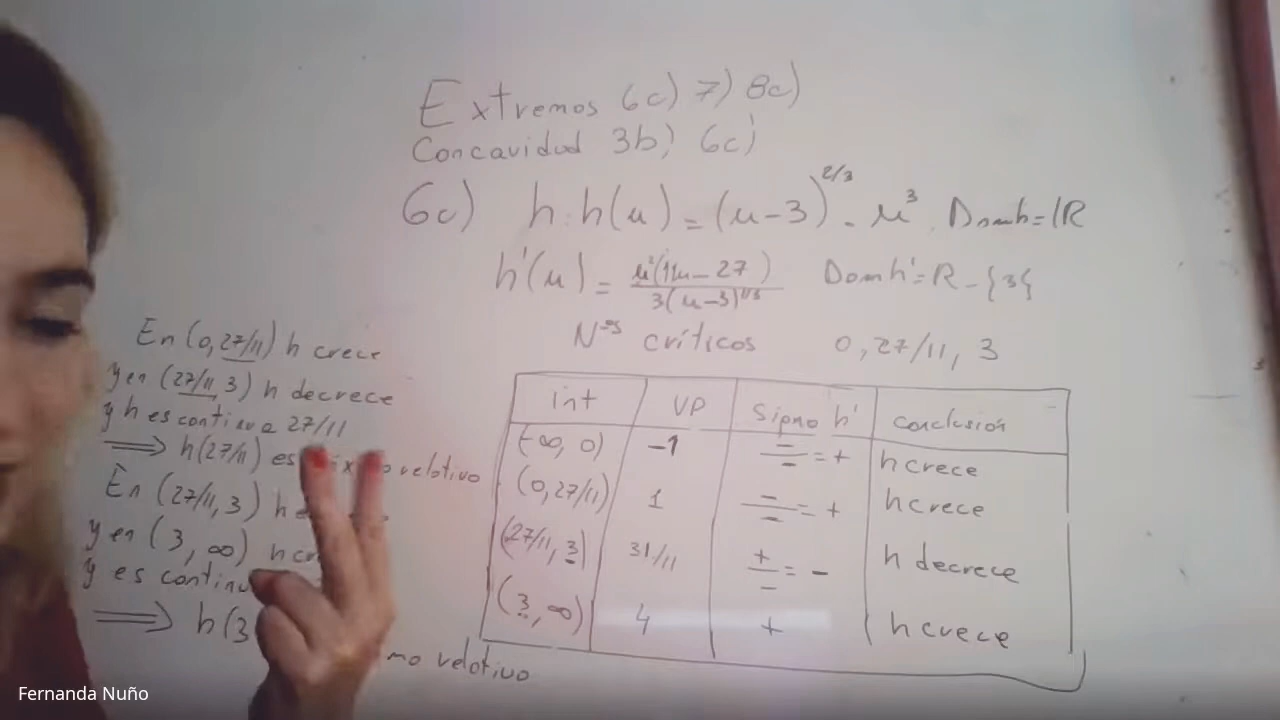 Extremos 6c) 7) 8c)
Concavidad 3b) 6c)
6c) h: h(u) = (u-3)^2/3 . u^3 . Dom h = R
h'(u) = u^2(11u-27) / 3(u-3)^1/3 Dom h' = R - {3}
N-os críticos 0, 27/11, 3
int VP Signo h' conclusión
(-∞, 0) -1 -/- = + h crece
(0, 27/11) 1 -/- = + h crece
(27/11, 3) 31/11 +/- = - h decrece
(3, ∞) 4 + h crece
En (0, 27/11) h crece
y en (27/11, 3) h decrece
y h es continua 27/11
⟹ h(27/11) es relativo
En (27/11, 3) h
y en (3, ∞) h
y es
⟹ h(3
relativo
Fernanda Nuño